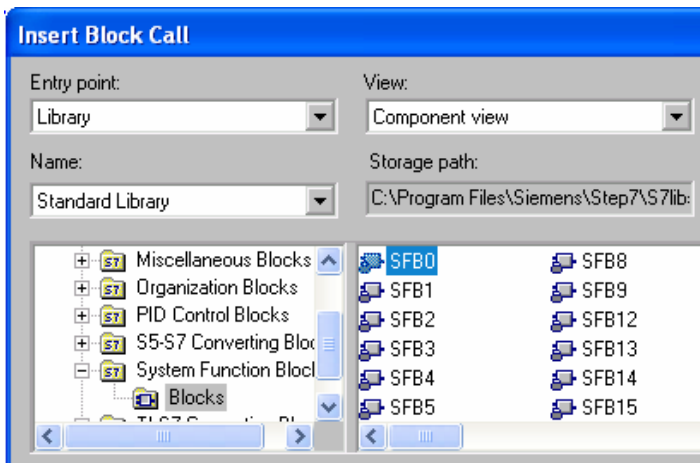 Insert Block Call
Entry point:
View:
Library
Component view
Name:
Storage path:
Standard Library
C:\Program Files\Siemens\Step7\S7lib
Miscellaneous Blocks
Organization Blocks
PID Control Blocks
S5-S7 Converting Bloc
System Function Bloc
Blocks
SFB0
SFB1
SFB2
SFB3
SFB4
SFB5
SFB8
SFB9
SFB12
SFB13
SFB14
SFB15